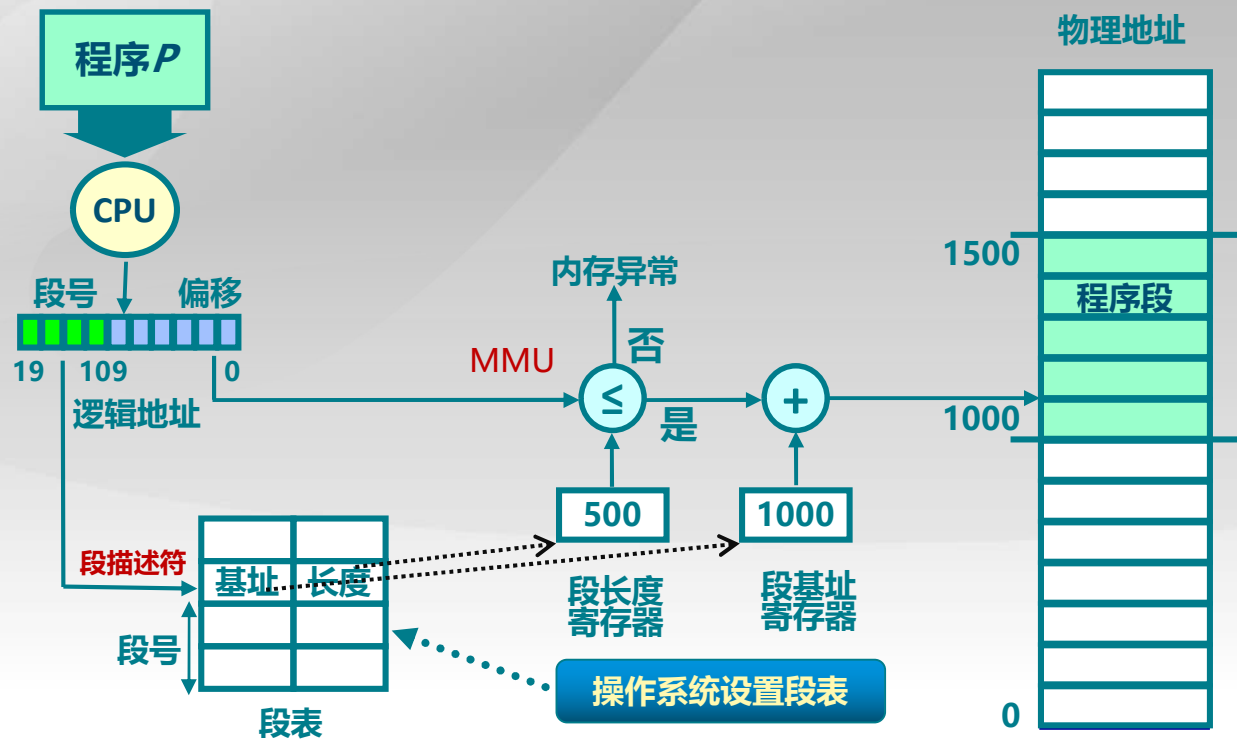 程序P
物理地址
CPU
1500
内存异常
段号
偏移
程序段
否
MMU
≤
+
19
109
0
是
1000
逻辑地址
500
1000
段描述符
基址
长度
段长度
寄存器
段基址
寄存器
段号
操作系统设置段表
0
段表